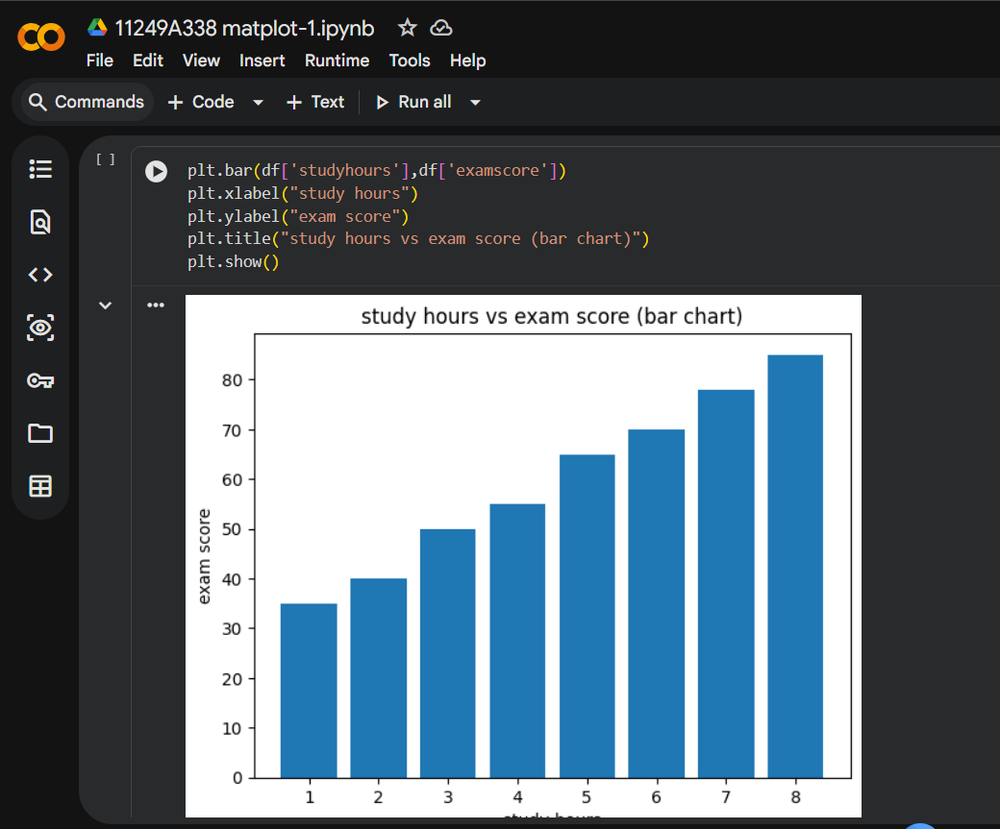 11249A338 matplot-1.ipynb
File Edit View Insert Runtime Tools Help
Commands + Code + Text Run all
[ ]
plt.bar(df['studyhours'],df['examscore'])
plt.xlabel("study hours")
plt.ylabel("exam score")
plt.title("study hours vs exam score (bar chart)")
plt.show()
study hours vs exam score (bar chart)
80
70
60
50
40
30
20
10
0
exam score
1 2 3 4 5 6 7 8
study hours